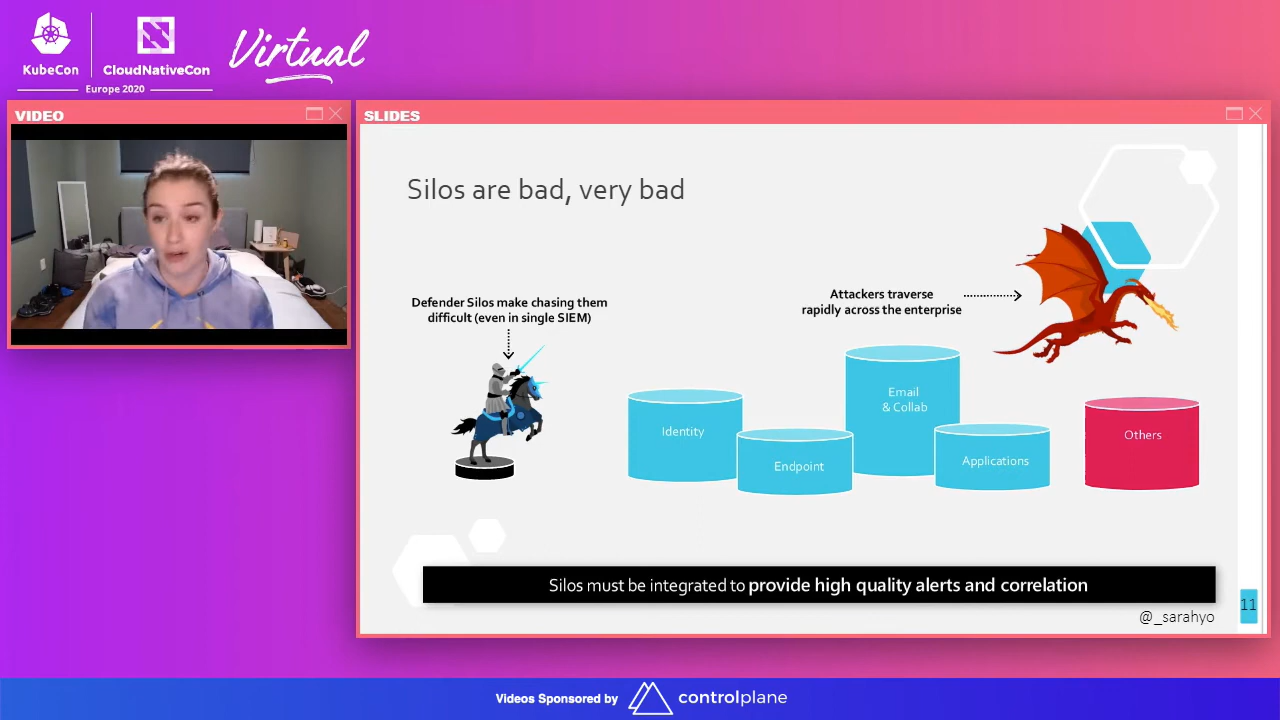 KubeCon
CloudNativeCon
Europe 2020
Virtual
VIDEO
SLIDES
Silos are bad, very bad
Defender Silos make chasing them
difficult (even in single SIEM)
Attackers traverse
rapidly across the enterprise
Identity
Endpoint
Email
& Collab
Applications
Others
Silos must be integrated to provide high quality alerts and correlation
11
@_sarahyo
Videos Sponsored by controlplane